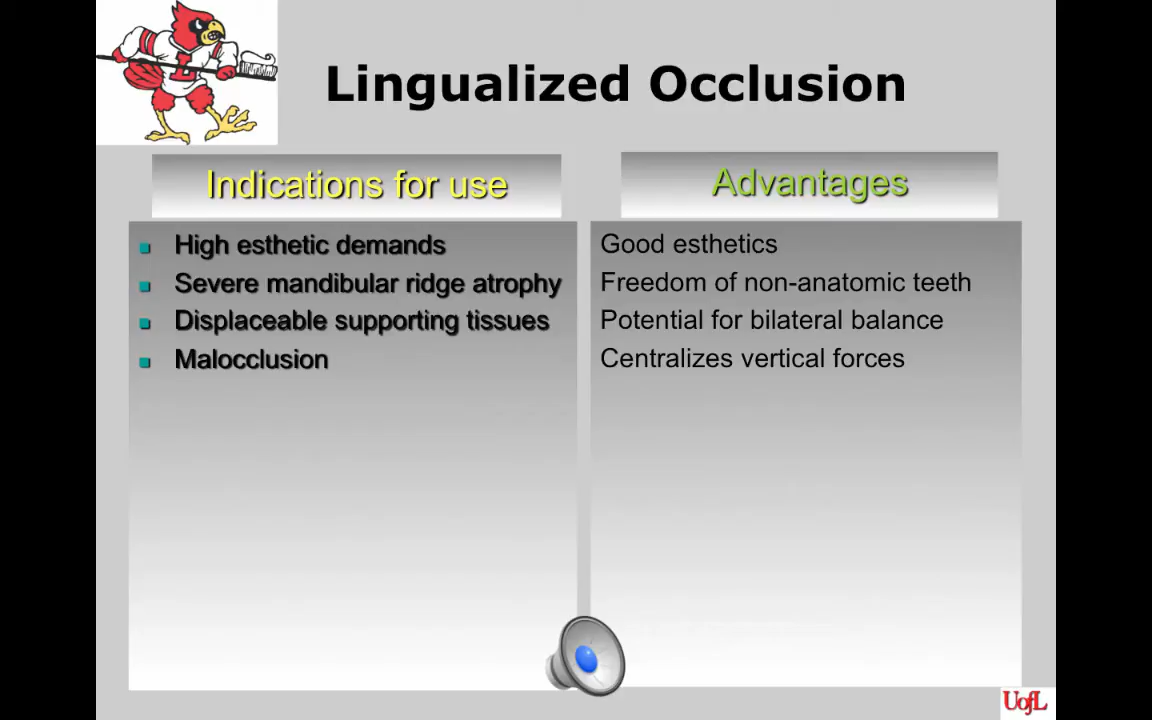 Lingualized Occlusion
Indications for use
High esthetic demands
Severe mandibular ridge atrophy
Displaceable supporting tissues
Malocclusion
Advantages
Good esthetics
Freedom of non-anatomic teeth
Potential for bilateral balance
Centralizes vertical forces
UofL